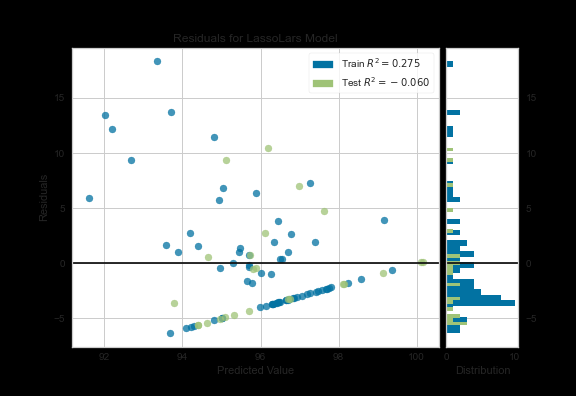 Residuals for LassoLars Model
Train R² = 0.275
Test R² = −0.060
15
10
5
0
−5
15
10
5
0
−5
Residuals
92
94
96
98
100
0
10
Predicted Value
Distribution